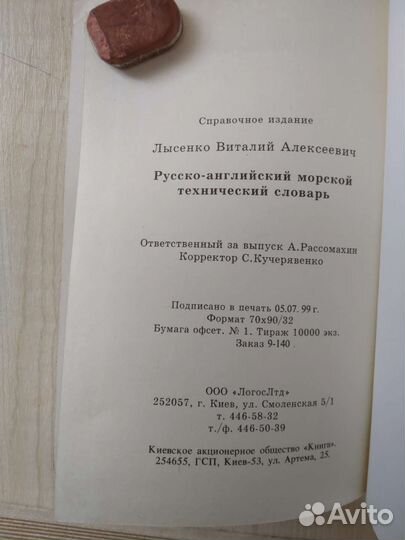 Справочное издание
Лысенко Виталий Алексеевич
Русско-английский морской
технический словарь
Ответственный за выпуск А.Рассомахин
Корректор С.Кучерявенко
Подписано в печать 05.07. 99 г.
Формат 70х90/32
Бумага офсет. № 1. Тираж 10000 экз.
Заказ 9-140
ООО «ЛогосЛтд»
252057, г. Киев, ул. Смоленская 5/1
т. 446-58-32
т./ф. 446-50-39
Киевское акционерное общество «Книга».
254655, ГСП, Киев-53, ул. Артема, 25.
Avito